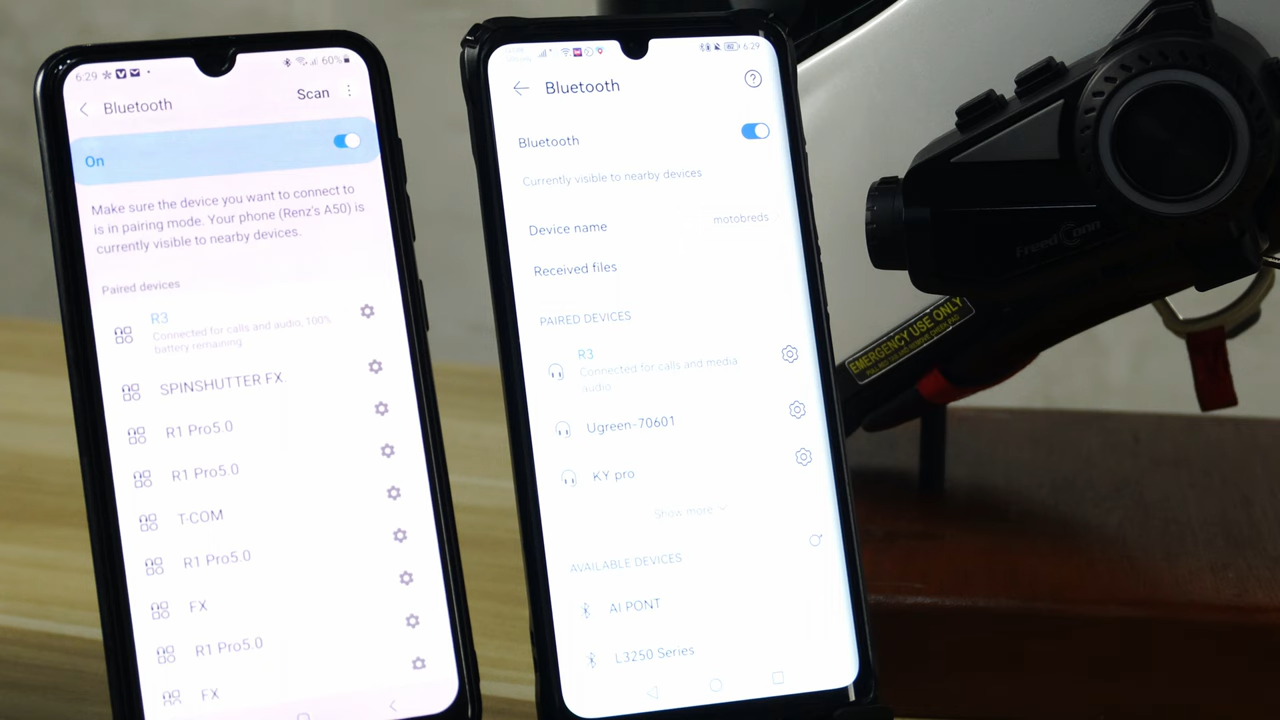 6:29
60%
Bluetooth
Scan
On
Make sure the device you want to connect to
is in pairing mode. Your phone (Renz's A50) is
currently visible to nearby devices.
Paired devices
R3
Connected for calls and audio, 100%
battery remaining
SPINSHUTTER FX.
R1 Pro5.0
R1 Pro5.0
T-COM
R1 Pro5.0
FX
R1 Pro5.0
FX
6:29
Bluetooth
Bluetooth
Currently visible to nearby devices
Device name
motobreds
Received files
PAIRED DEVICES
R3
Connected for calls and media
audio
Ugreen-70601
KY pro
Show more
AVAILABLE DEVICES
AI PONT
L3250 Series
FreedConn
EMERGENCY USE ONLY